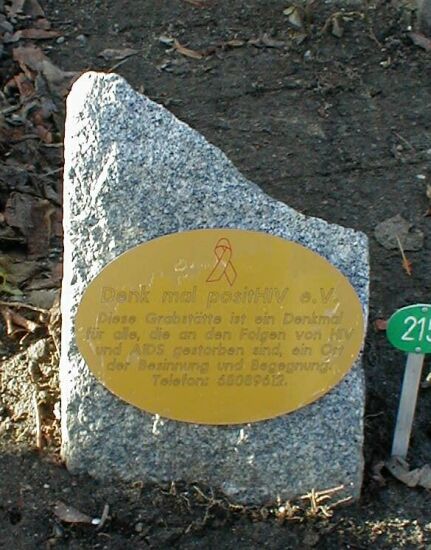 Denk mal positHIV e.V.
Diese Grabstätte ist ein Denkmal
für alle, die an den Folgen von HIV
und AIDS gestorben sind, ein Ort
der Besinnung und Begegnung.
Telefon: 68089612.
215